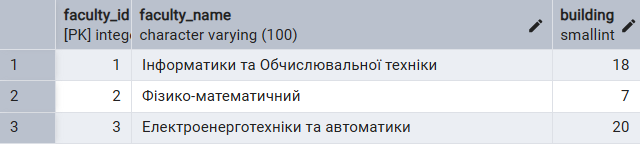 faculty_id faculty_name building
[PK] intege character varying (100) smallint
1 1 Інформатики та Обчислювальної техніки 18
2 2 Фізико-математичний 7
3 3 Електроенерготехніки та автоматики 20